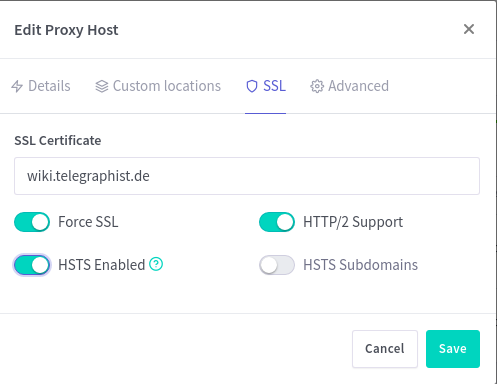 Edit Proxy Host
Details Custom locations SSL Advanced
SSL Certificate
wiki.telegraphist.de
Force SSL HTTP/2 Support
HSTS Enabled HSTS Subdomains
Cancel Save